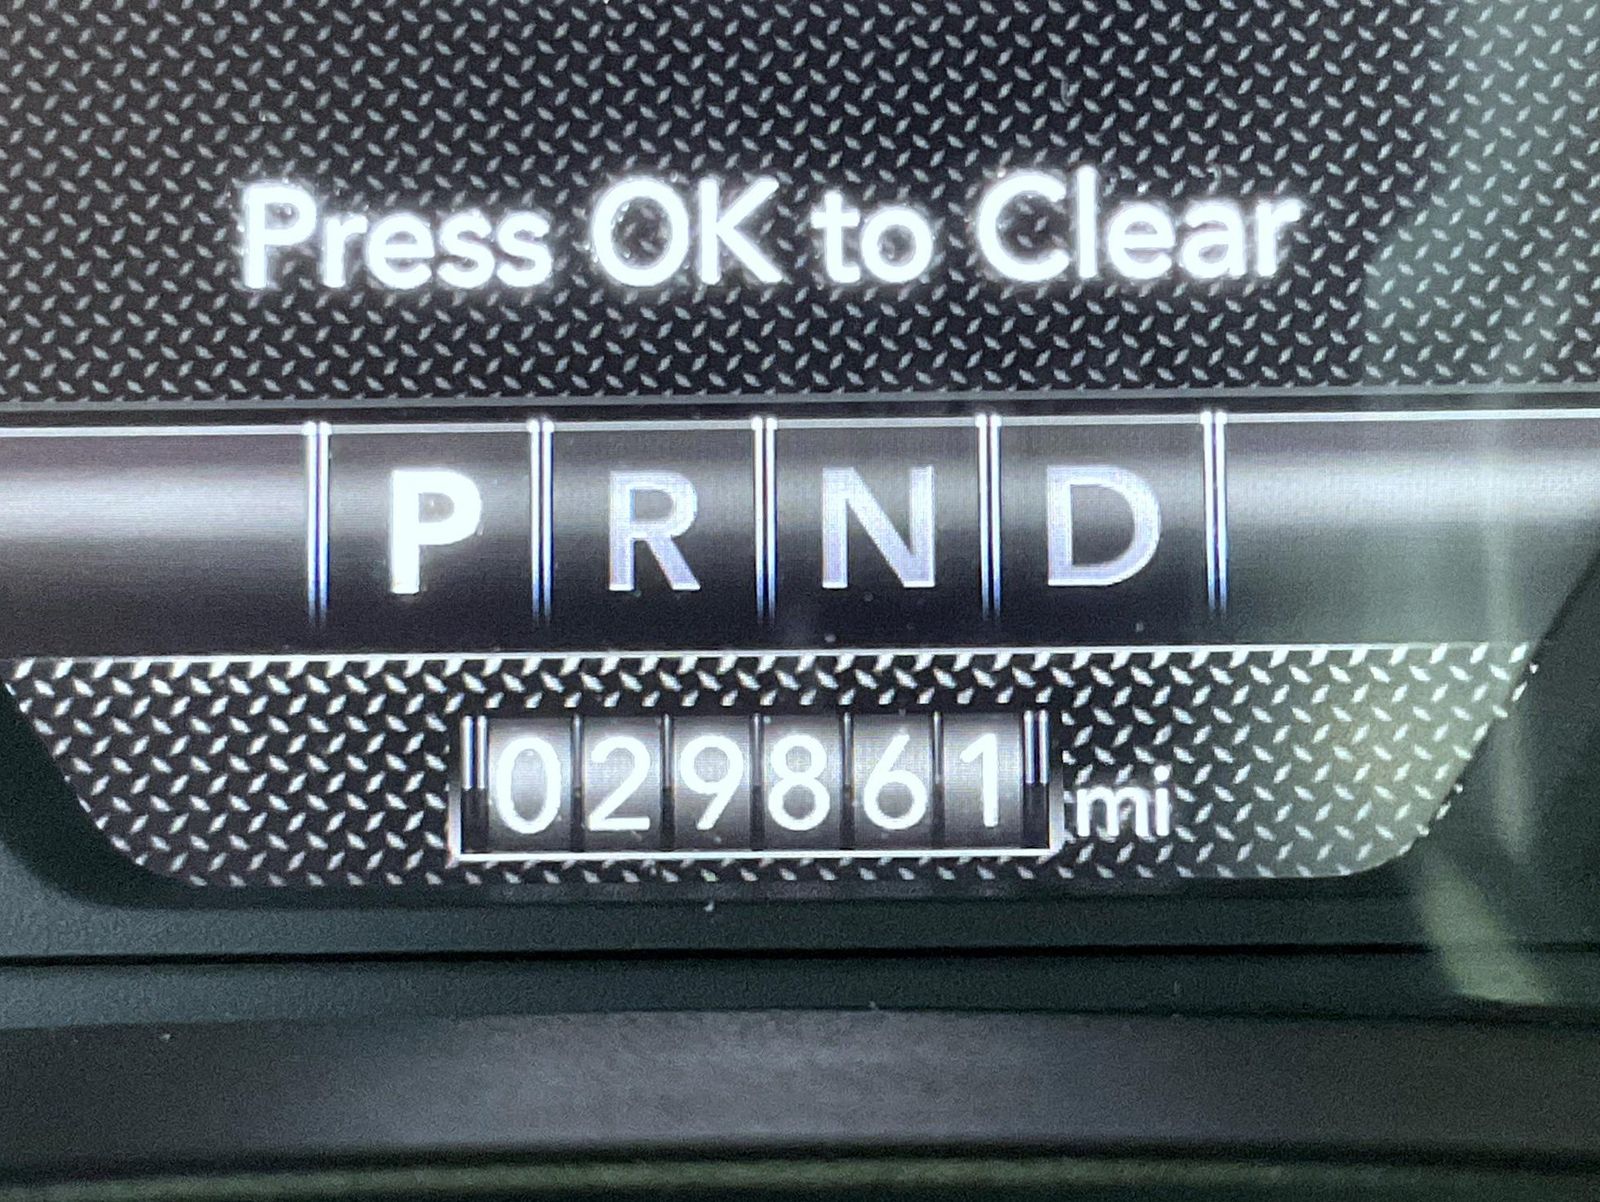 Press OK to Clear
P R N D
029861 mi